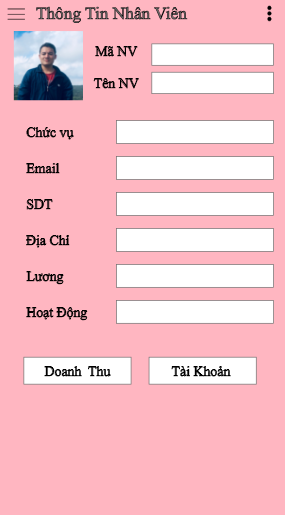 Thông Tin Nhân Viên
Mã NV
Tên NV
Chức vụ
Email
SDT
Địa Chỉ
Lương
Hoạt Động
Doanh Thu
Tài Khoản